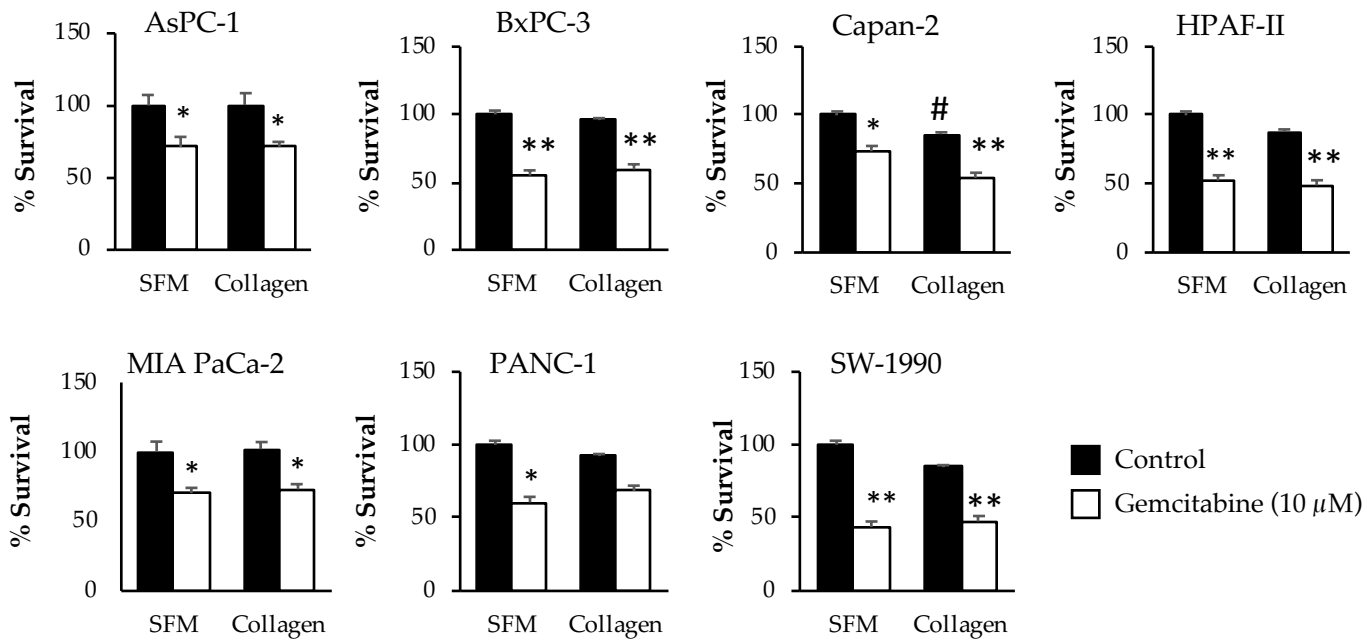 AsPC-1
% Survival
150
100
50
0
*
*
SFM Collagen
BxPC-3
% Survival
150
100
50
0
**
**
SFM Collagen
Capan-2
% Survival
150
100
50
0
*
#
**
SFM Collagen
HPAF-II
% Survival
150
100
50
0
**
**
SFM Collagen
MIA PaCa-2
% Survival
150
100
50
0
*
*
SFM Collagen
PANC-1
% Survival
150
100
50
0
*
SFM Collagen
SW-1990
% Survival
150
100
50
0
**
**
SFM Collagen
Control
Gemcitabine (10 µM)